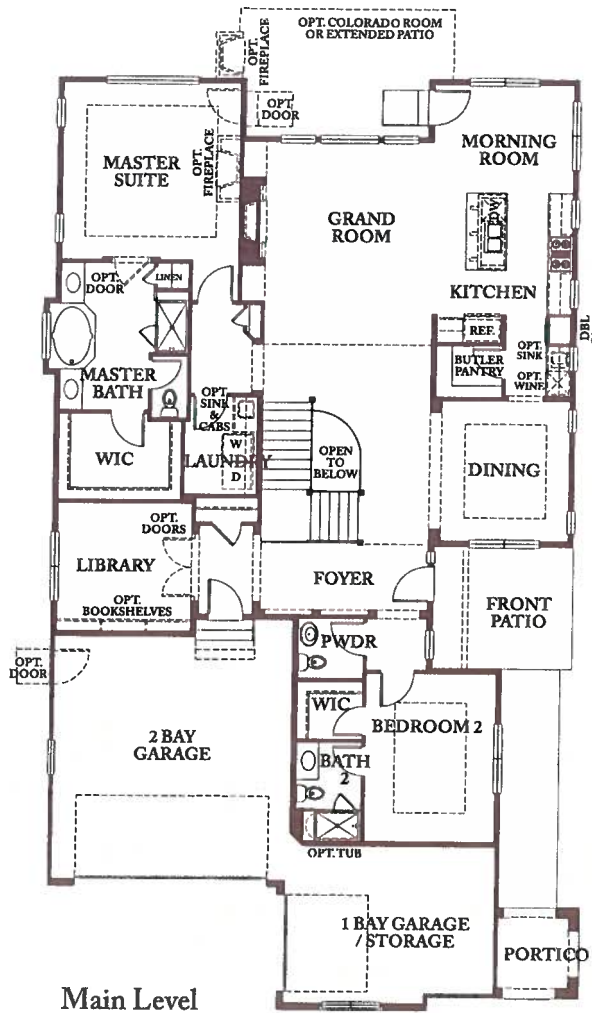 OPT. COLORADO ROOM
OR EXTENDED PATIO
OPT.
FIREPLACE
OPT.
DOOR
MASTER
SUITE
OPT.
FIREPLACE
MORNING
ROOM
GRAND
ROOM
DW
KITCHEN
OPT.
DOOR
LINEN
REF.
DBL
OPT.
SINK
BUTLER
PANTRY
OPT.
WINE
MASTER
BATH
OPT.
SINK
&
CABS
WIC
LAUNDRY
W
D
OPEN
TO
BELOW
DINING
OPT.
DOORS
LIBRARY
FOYER
OPT.
BOOKSHELVES
FRONT
PATIO
PWDR
OPT.
DOOR
WIC
BEDROOM 2
2 BAY
GARAGE
BATH
2
OPT. TUB
1 BAY GARAGE
/ STORAGE
PORTICO
Main Level